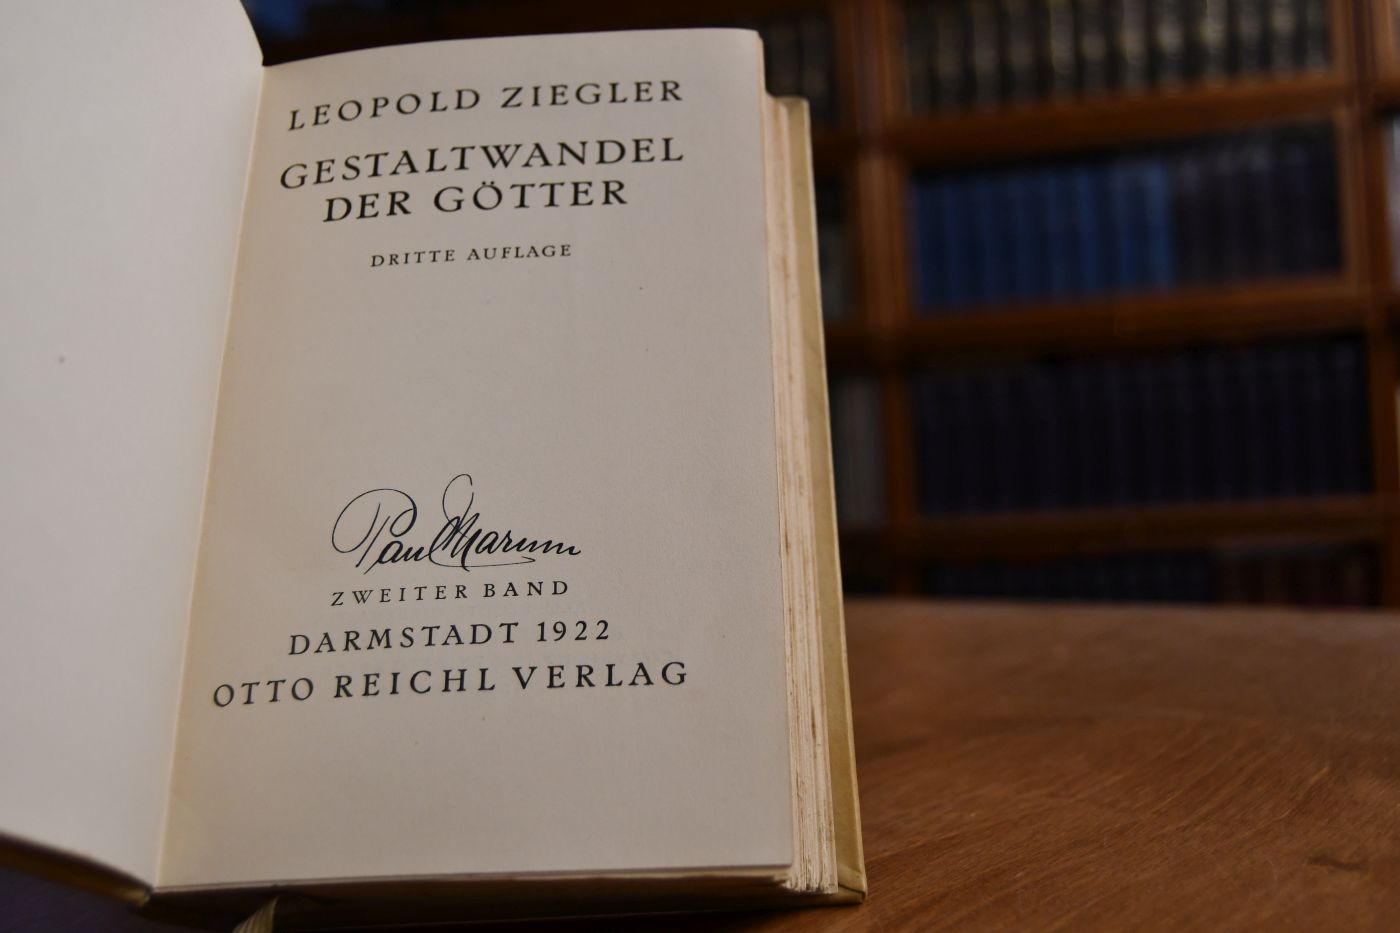 LEOPOLD ZIEGLER
GESTALTWANDEL
DER GÖTTER
DRITTE AUFLAGE
Paul Marum
ZWEITER BAND
DARMSTADT 1922
OTTO REICHL VERLAG